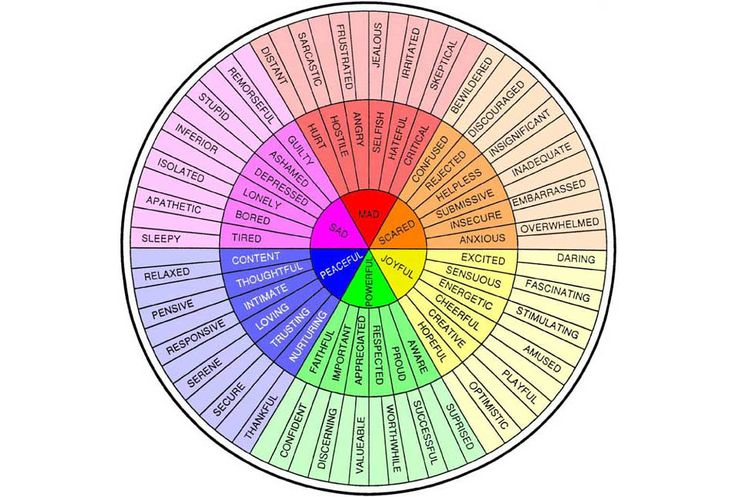 MAD
SCARED
JOYFUL
POWERFUL
PEACEFUL
SAD
HURT
HOSTILE
ANGRY
SELFISH
HATEFUL
CRITICAL
CONFUSED
REJECTED
HELPLESS
SUBMISSIVE
INSECURE
ANXIOUS
EXCITED
SENSUOUS
ENERGETIC
CHEERFUL
CREATIVE
HOPEFUL
AWARE
PROUD
RESPECTED
APPRECIATED
IMPORTANT
FAITHFUL
NURTURING
TRUSTING
LOVING
INTIMATE
THOUGHTFUL
CONTENT
TIRED
BORED
LONELY
DEPRESSED
ASHAMED
GUILTY
DISTANT
SARCASTIC
FRUSTRATED
JEALOUS
IRRITATED
SKEPTICAL
BEWILDERED
DISCOURAGED
INSIGNIFICANT
INADEQUATE
EMBARRASSED
OVERWHELMED
DARING
FASCINATING
STIMULATING
AMUSED
PLAYFUL
OPTIMISTIC
SUPRISED
SUCCESSFUL
WORTHWHILE
VALUEABLE
DISCERNING
CONFIDENT
THANKFUL
SECURE
SERENE
RESPONSIVE
PENSIVE
RELAXED
SLEEPY
APATHETIC
ISOLATED
INFERIOR
STUPID
REMORSEFUL